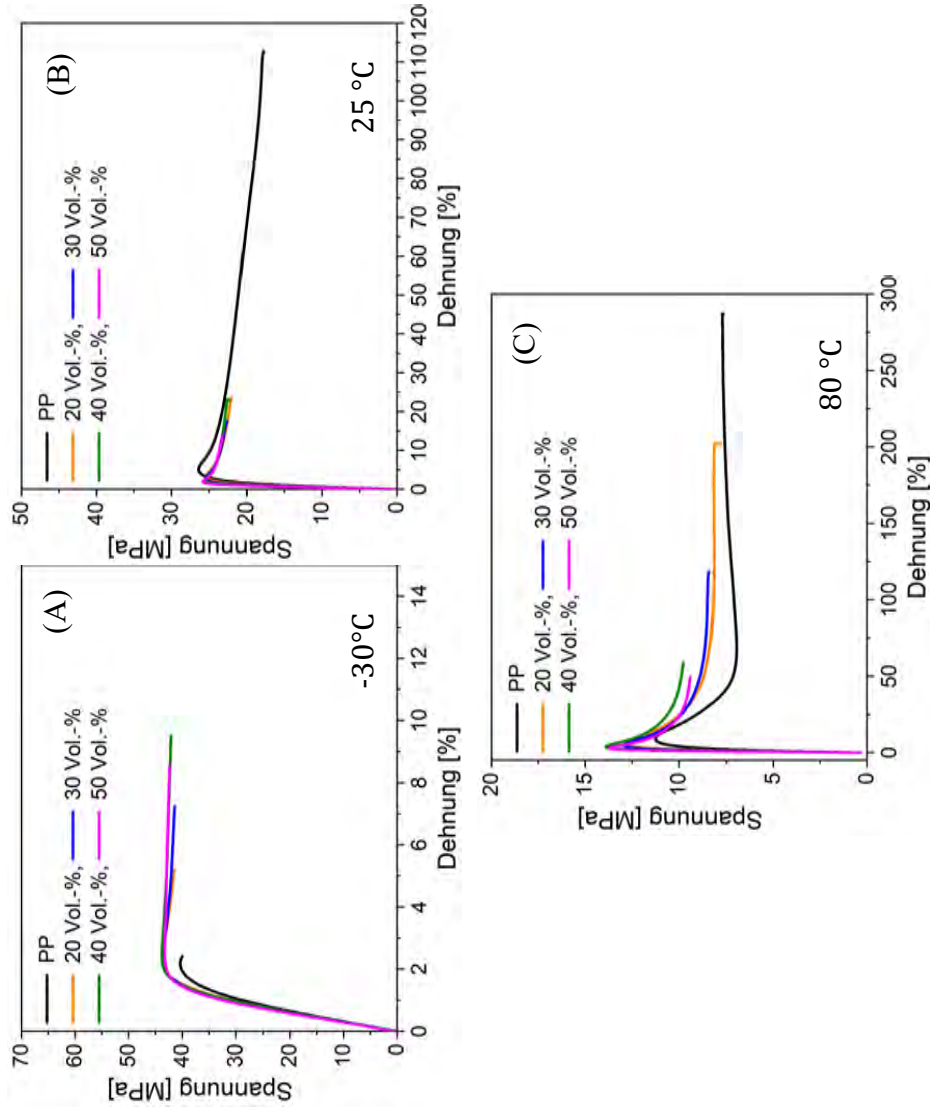 (A)
PP
20 Vol.-%, 30 Vol.-%
40 Vol.-%, 50 Vol.-%
-30°C
70
60
50
40
30
20
10
0
Spannung [MPa]
0 2 4 6 8 10 12 14
Dehnung [%]
(B)
PP
20 Vol.-%, 30 Vol.-%
40 Vol.-%, 50 Vol.-%
25 °C
50
40
30
20
10
0
Spannung [MPa]
0 10 20 30 40 50 60 70 80 90 100 110 120
Dehnung [%]
(C)
PP
20 Vol.-%, 30 Vol.-%
40 Vol.-%, 50 Vol.-%
80 °C
20
15
10
5
0
Spannung [MPa]
0 50 100 150 200 250 300
Dehnung [%]